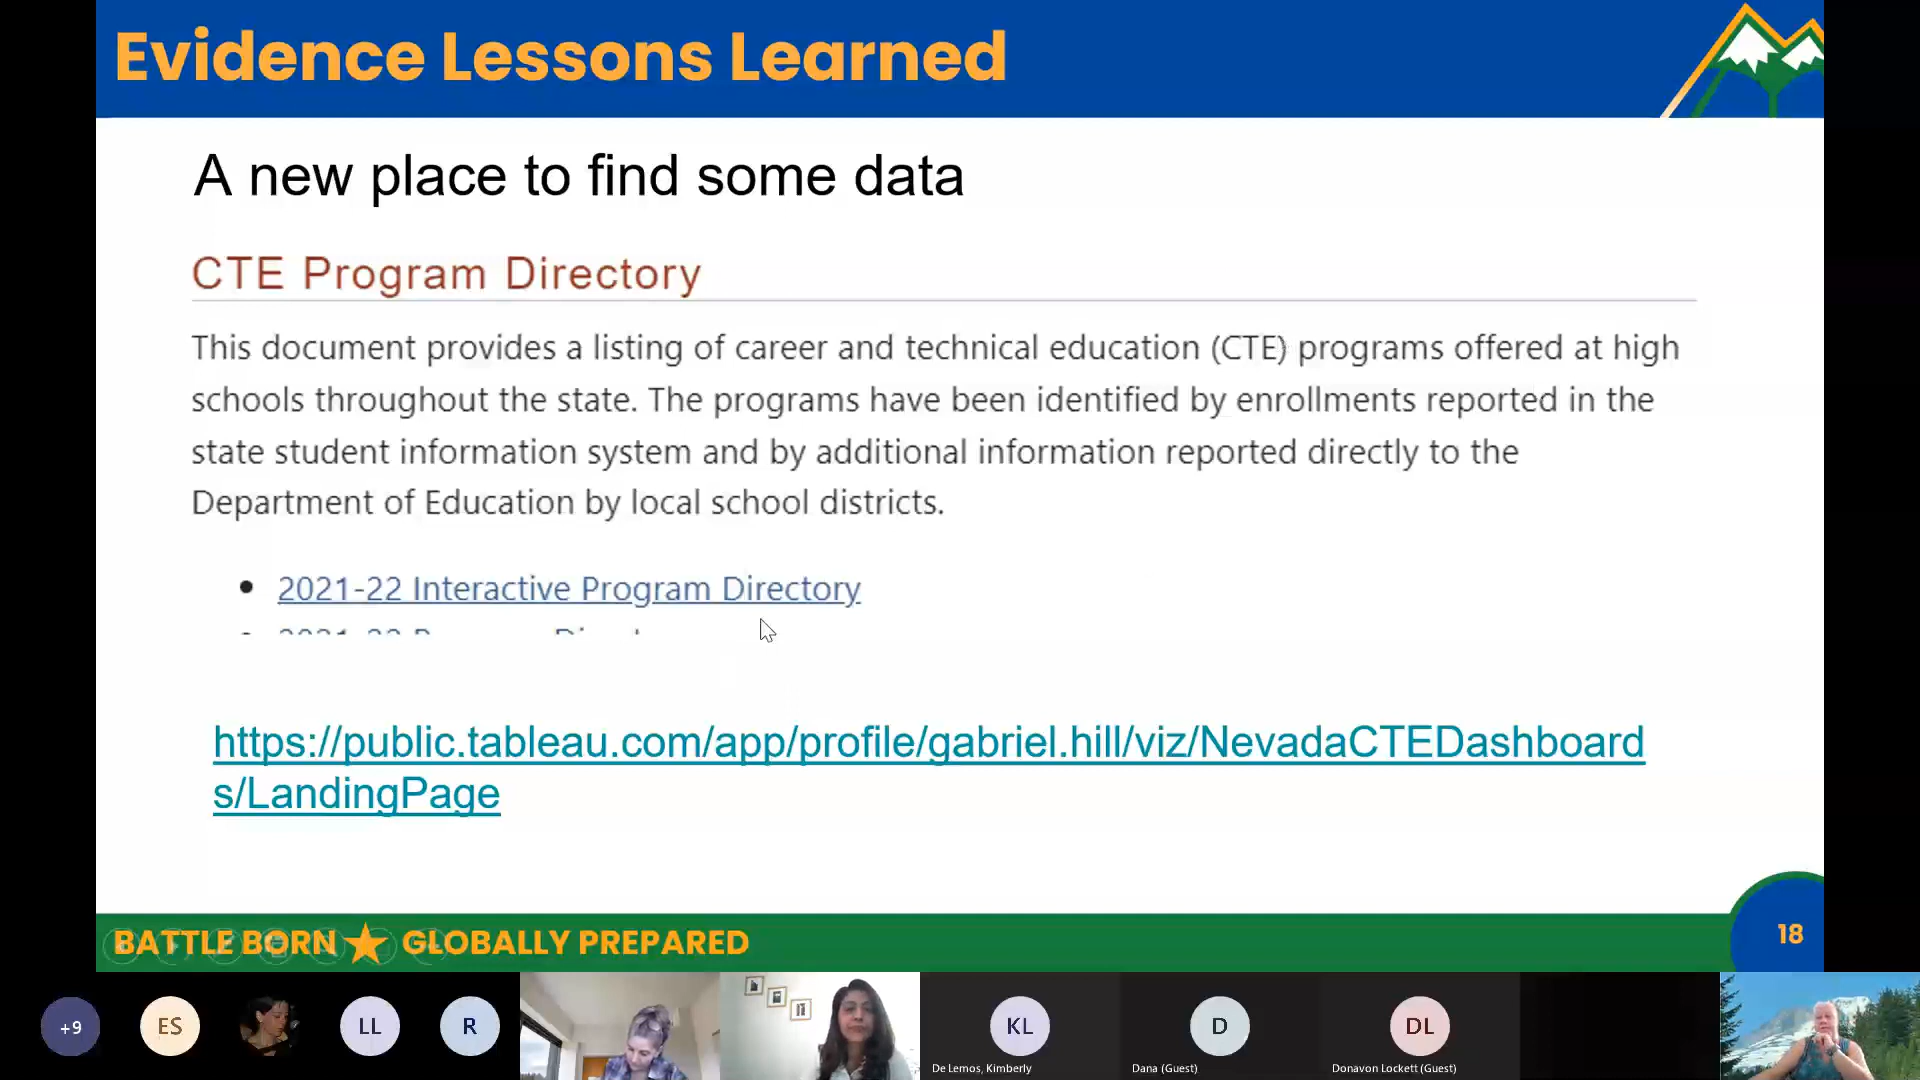 Evidence Lessons Learned
A new place to find some data
CTE Program Directory
This document provides a listing of career and technical education (CTE) programs offered at high
schools throughout the state. The programs have been identified by enrollments reported in the
state student information system and by additional information reported directly to the
Department of Education by local school districts.
• 2021-22 Interactive Program Directory
https://public.tableau.com/app/profile/gabriel.hill/viz/NevadaCTEDashboard
s/LandingPage
BATTLE BORN ★ GLOBALLY PREPARED
18
+9
ES
LL
R
KL
D
DL
De Lemos, Kimberly
Dana (Guest)
Donavon Lockett (Guest)